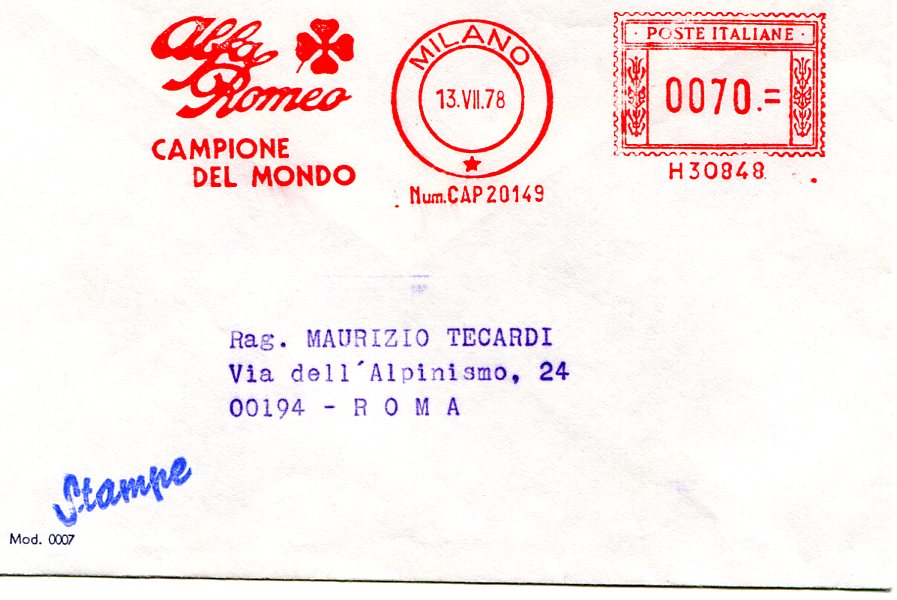 Alfa
Romeo
CAMPIONE
DEL MONDO
MILANO
13.VII.78
Num.CAP 20149
· POSTE ITALIANE ·
0070.=
H30848
Rag. MAURIZIO TECARDI
Via dell´Alpinismo, 24
00194 - R O M A
Stampe
Mod. 0007